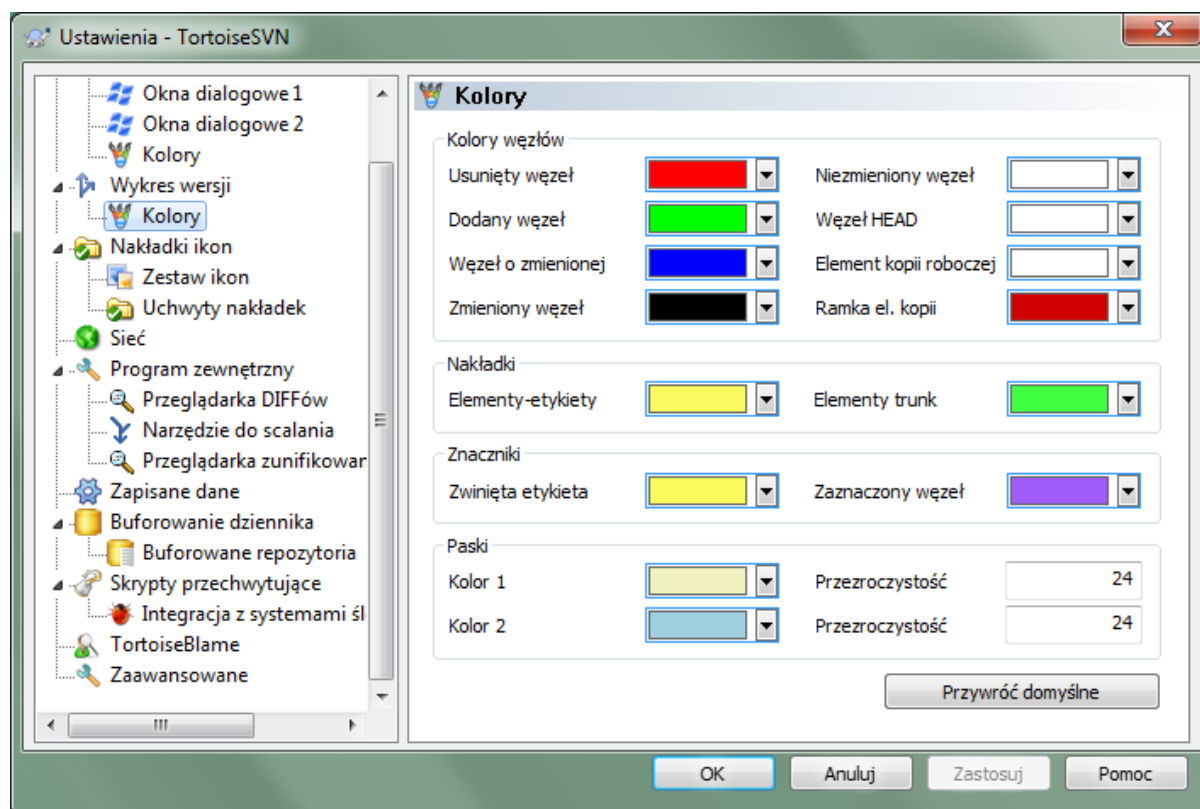 Ustawienia - TortoiseSVN
Okna dialogowe 1
Okna dialogowe 2
Kolory
Wykres wersji
Kolory
Nakładki ikon
Zestaw ikon
Uchwyty nakładek
Sieć
Program zewnętrzny
Przeglądarka DIFFów
Narzędzie do scalania
Przeglądarka zunifikowar
Zapisane dane
Buforowanie dziennika
Buforowane repozytoria
Skrypty przechwytujące
Integracja z systemami śl
TortoiseBlame
Zaawansowane
Kolory
Kolory węzłów
Usunięty węzeł
Niezmieniony węzeł
Dodany węzeł
Węzeł HEAD
Węzeł o zmienionej
Element kopii roboczej
Zmieniony węzeł
Ramka el. kopii
Nakładki
Elementy-etykiety
Elementy trunk
Znaczniki
Zwinięta etykieta
Zaznaczony węzeł
Paski
Kolor 1
Przezroczystość 24
Kolor 2
Przezroczystość 24
Przywróć domyślne
OK Anuluj Zastosuj Pomoc